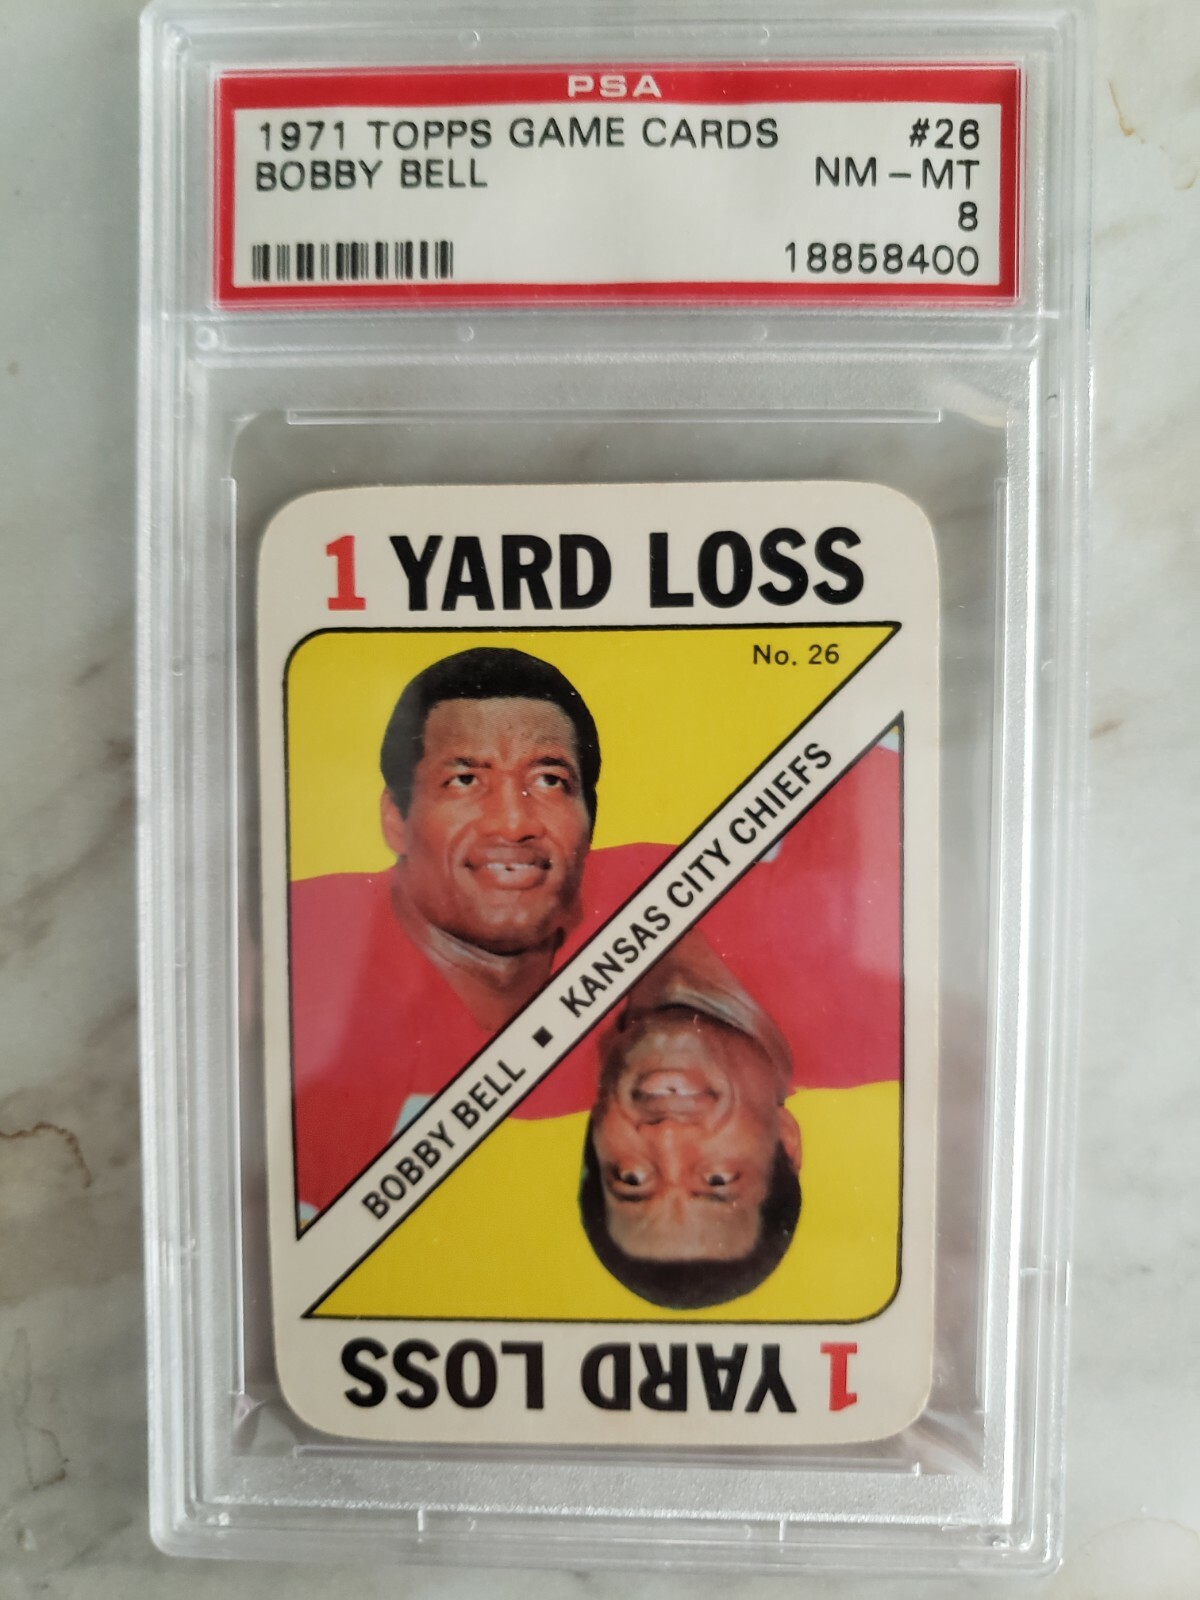 PSA
1971 TOPPS GAME CARDS #26
BOBBY BELL NM - MT
8
18858400
1 YARD LOSS
No. 26
BOBBY BELL ■ KANSAS CITY CHIEFS
1 YARD LOSS